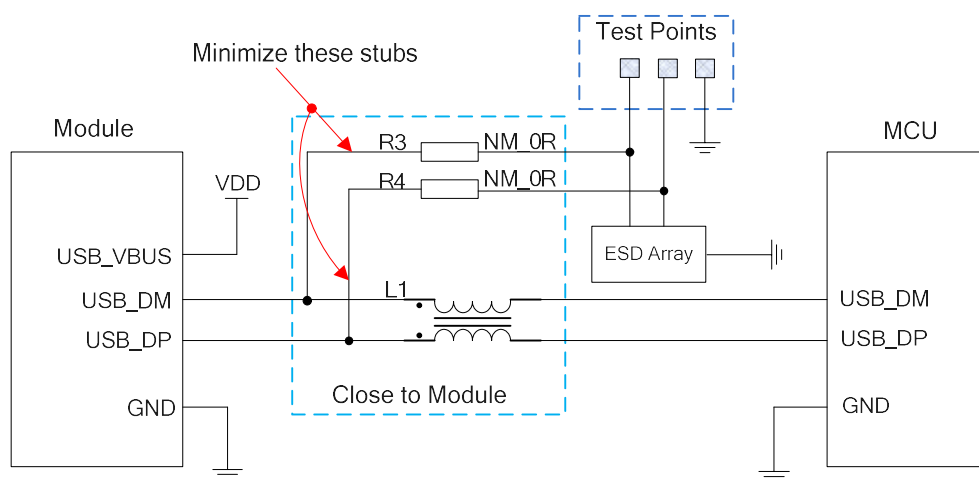 Test Points
Minimize these stubs
Module
MCU
R3
NM_0R
R4
NM_0R
VDD
ESD Array
USB_VBUS
USB_DM
L1
USB_DM
USB_DP
USB_DP
Close to Module
GND
GND